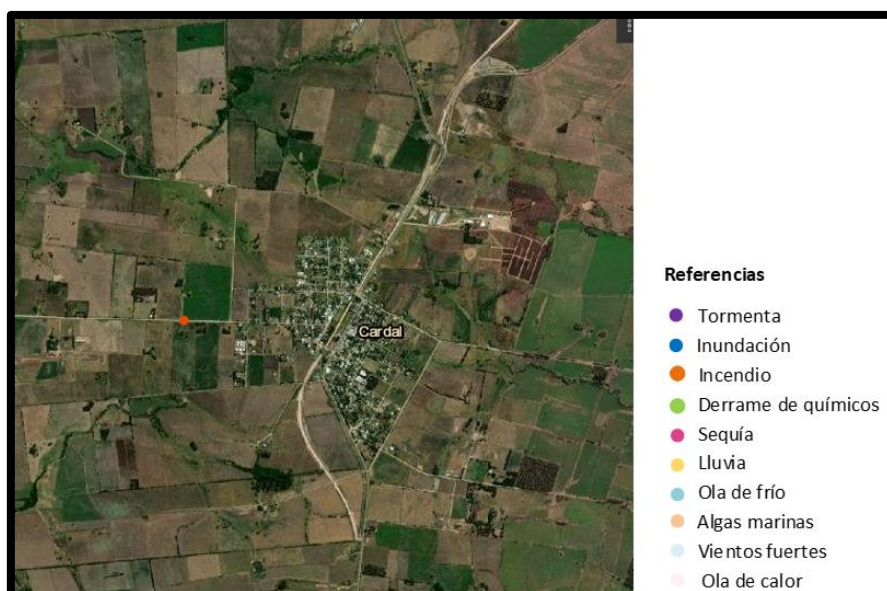 Cardal
Referencias
Tormenta
Inundación
Incendio
Derrame de químicos
Sequía
Lluvia
Ola de frío
Algas marinas
Vientos fuertes
Ola de calor